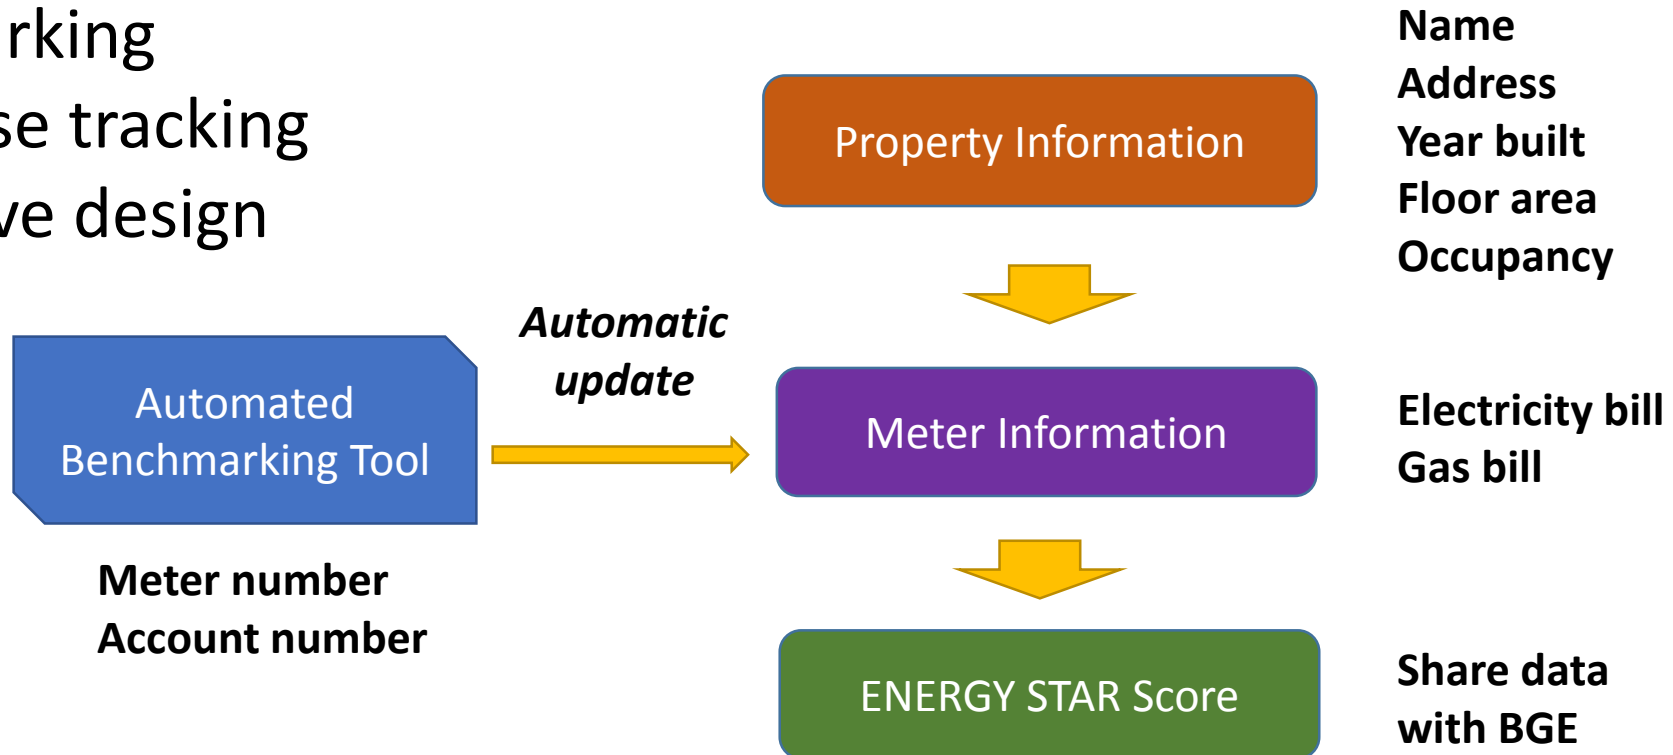 rking
se tracking
ve design
Property Information
Name
Address
Year built
Floor area
Occupancy
Automatic
update
Automated
Benchmarking Tool
Meter number
Account number
Meter Information
Electricity bill
Gas bill
ENERGY STAR Score
Share data
with BGE